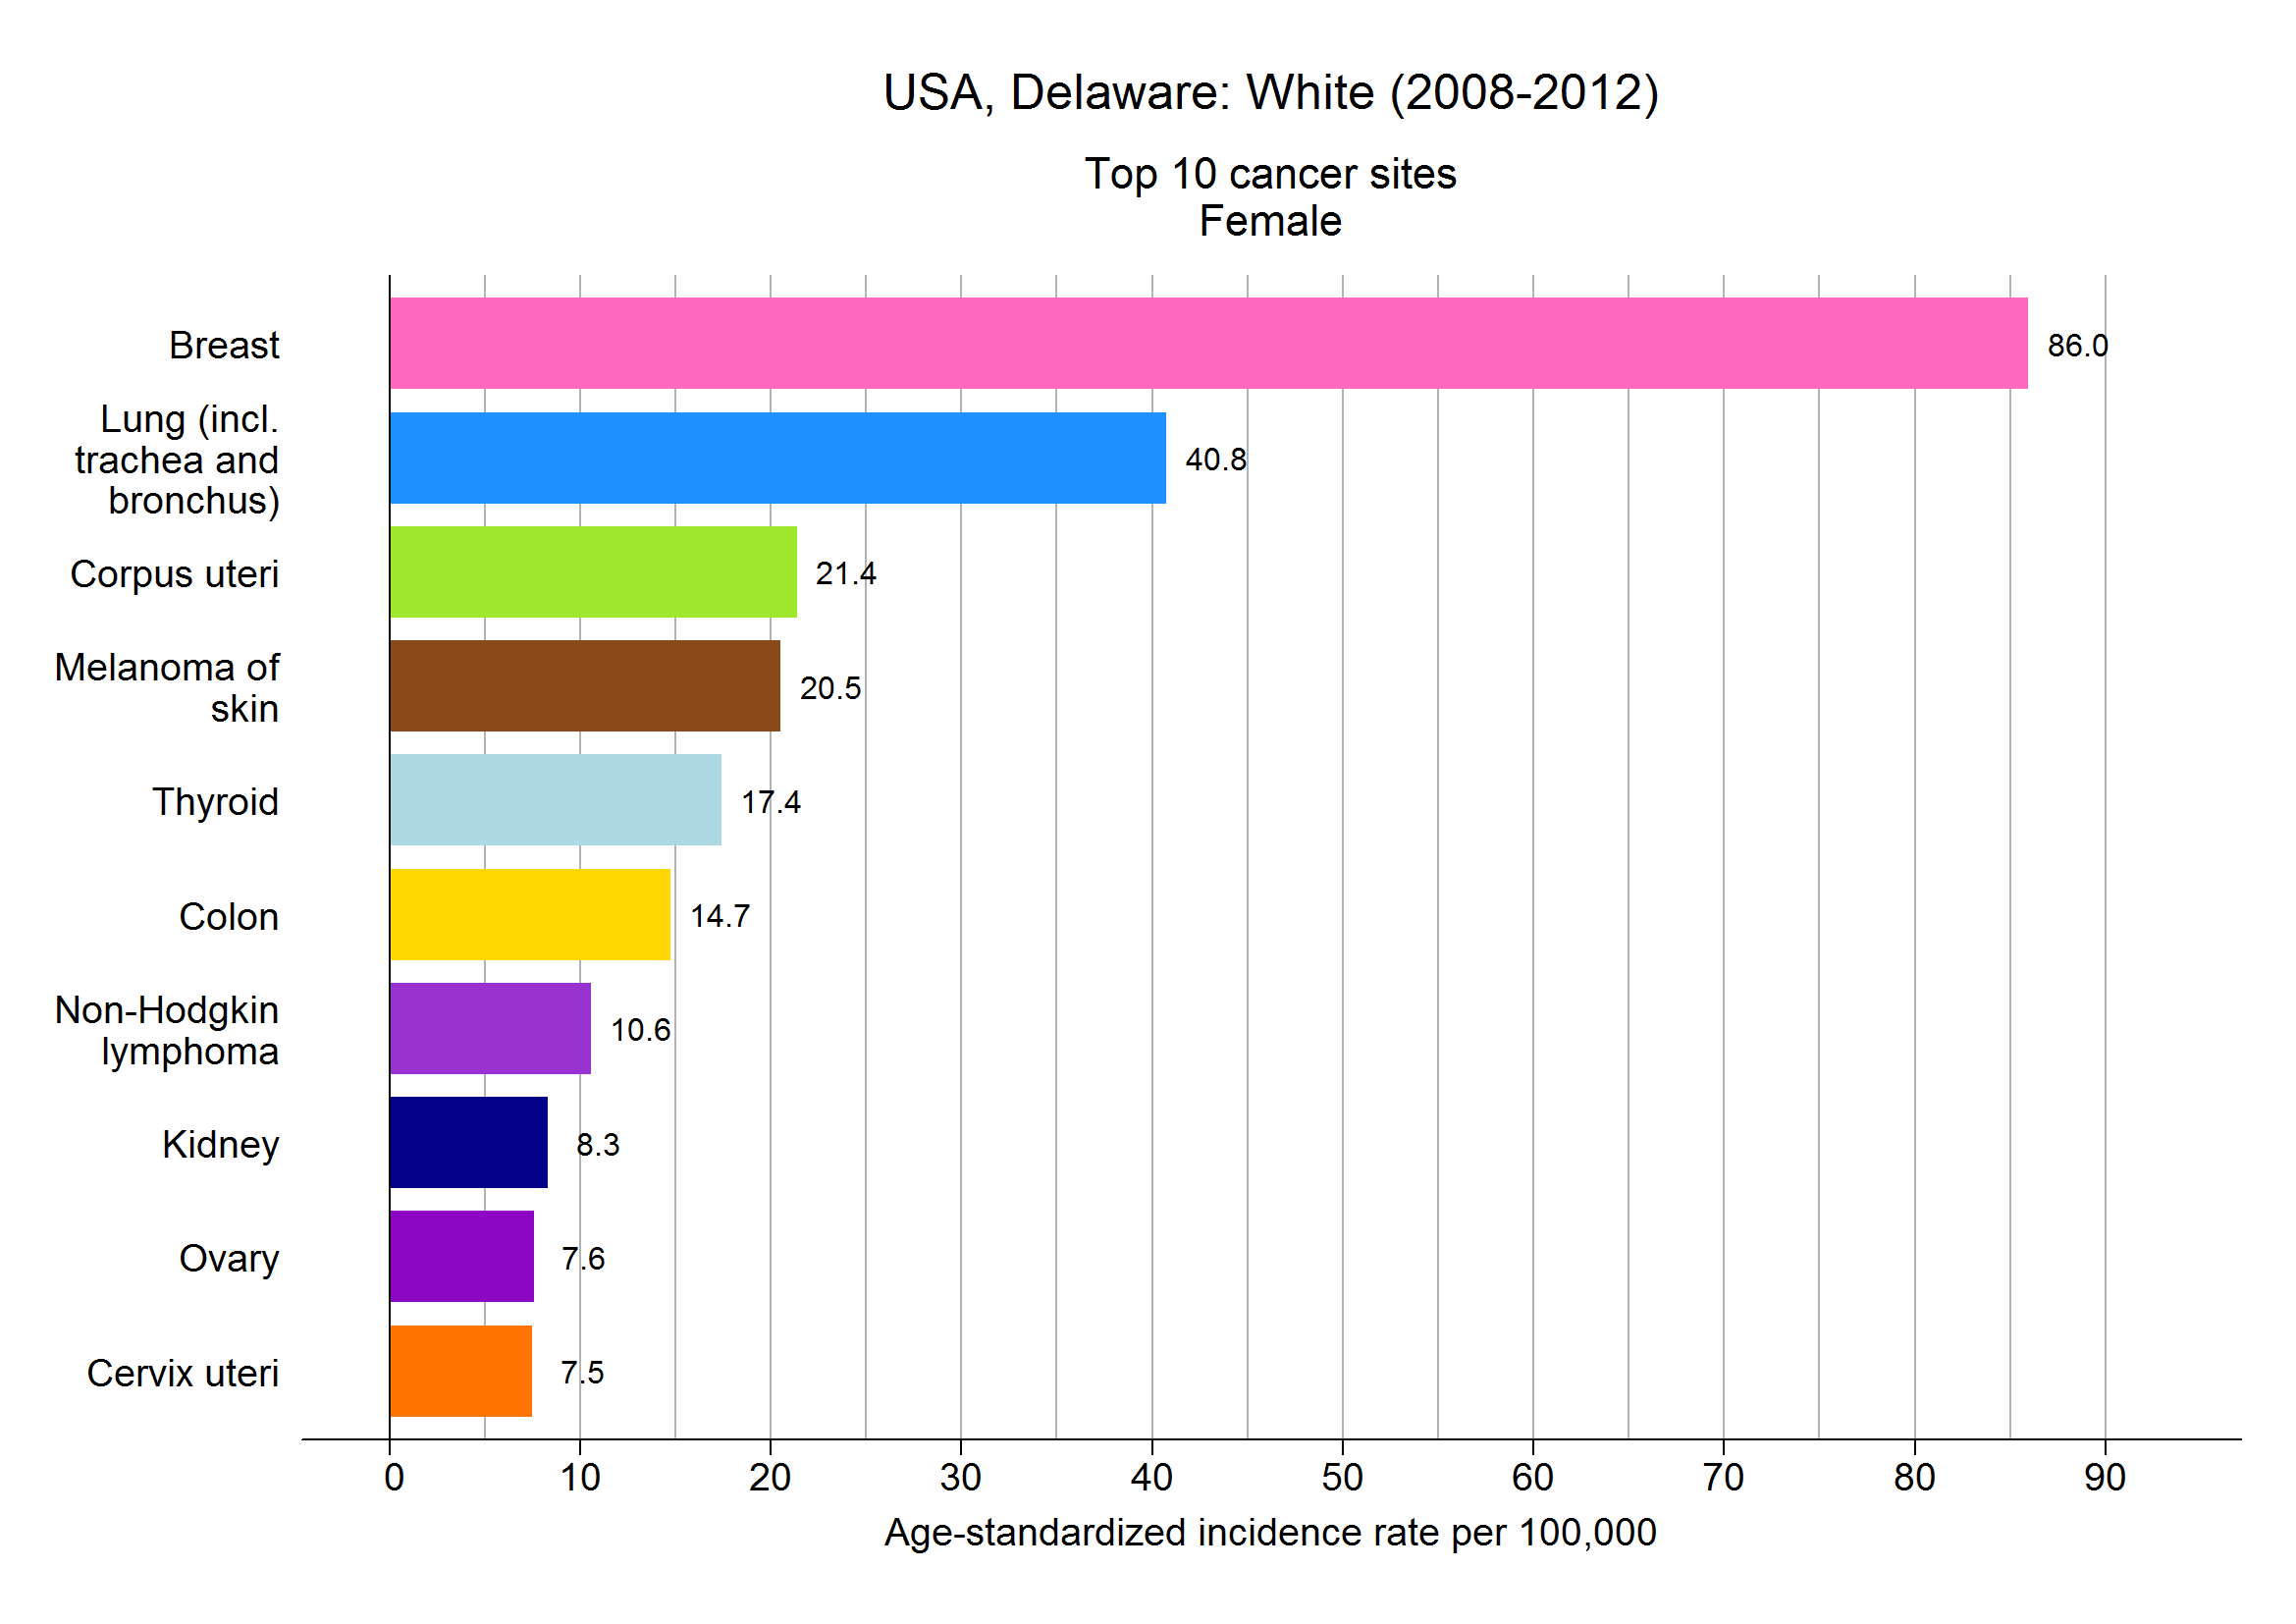 USA, Delaware: White (2008-2012)
Top 10 cancer sites
Female
Breast
86.0
Lung (incl.
trachea and
bronchus)
40.8
Corpus uteri
21.4
Melanoma of
skin
20.5
Thyroid
17.4
Colon
14.7
Non-Hodgkin
lymphoma
10.6
Kidney
8.3
Ovary
7.6
Cervix uteri
7.5
0 10 20 30 40 50 60 70 80 90
Age-standardized incidence rate per 100,000